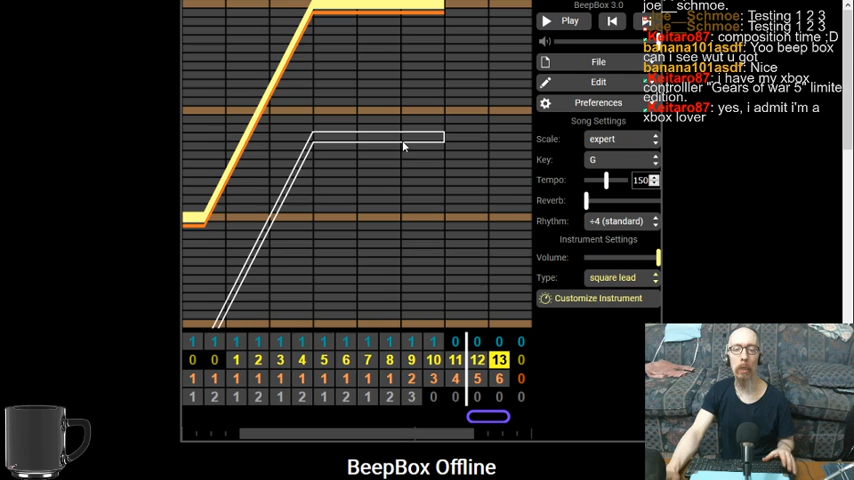 BeepBox 3.0
Play
File
Edit
Preferences
Song Settings
Scale: expert
Key: G
Tempo: 150
Reverb:
Rhythm: ÷4 (standard)
Instrument Settings
Volume:
Type: square lead
Customize Instrument
joe__schmoe.
Joe__Schmoe: Testing 1 2 3
: Testing 1 2 3
Keitaro87: composition time ;D
banana101asdf: Yoo beep box
can i see wut u got
banana101asdf: Nice
Keitaro87: i have my xbox
controlller "Gears of war 5" limite
edition.
Keitaro87: yes, i admit i'm a
xbox lover
1 1 1 1 1 1 1 1 1 1 1 1 0 0 0 0
0 0 1 2 3 4 5 6 7 8 9 10 11 12 13 0
1 1 1 1 1 1 1 1 1 1 2 3 4 5 6 0
1 2 1 2 1 2 1 2 1 2 3 0 0 0 0 0
BeepBox Offline